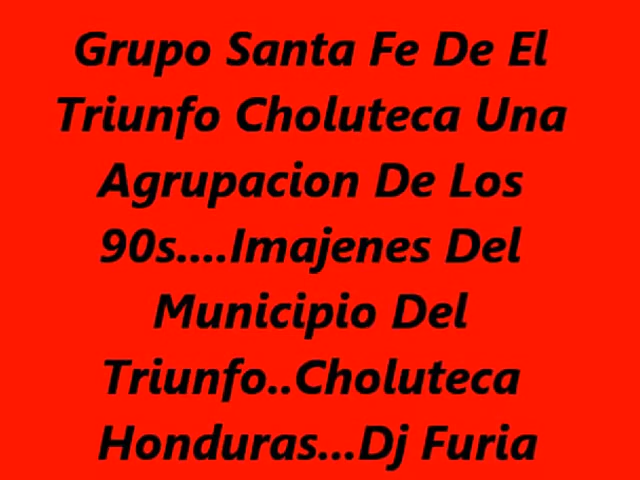 Grupo Santa Fe De El
Triunfo Choluteca Una
Agrupacion De Los
90s....Imajenes Del
Municipio Del
Triunfo..Choluteca
Honduras...Dj Furia